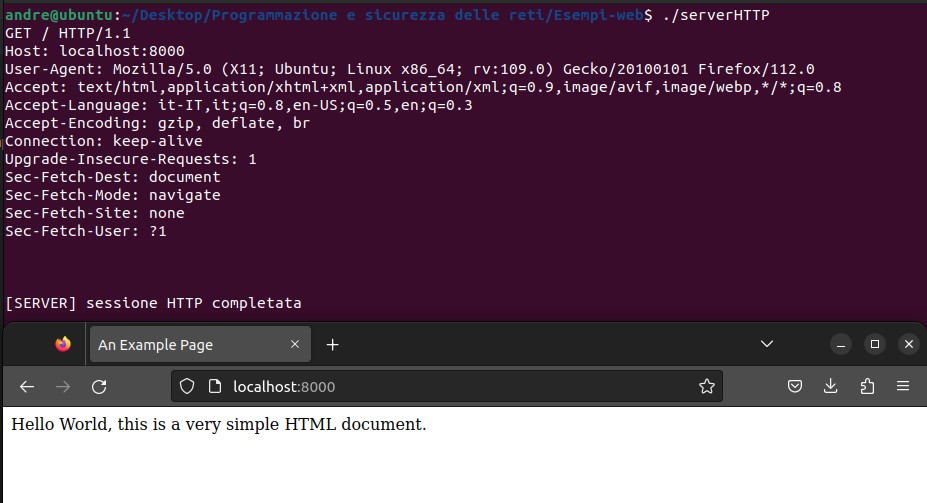 andre@ubuntu:~/Desktop/Programmazione e sicurezza delle reti/Esempi-web$ ./serverHTTP
GET / HTTP/1.1
Host: localhost:8000
User-Agent: Mozilla/5.0 (X11; Ubuntu; Linux x86_64; rv:109.0) Gecko/20100101 Firefox/112.0
Accept: text/html,application/xhtml+xml,application/xml;q=0.9,image/avif,image/webp,*/*;q=0.8
Accept-Language: it-IT,it;q=0.8,en-US;q=0.5,en;q=0.3
Accept-Encoding: gzip, deflate, br
Connection: keep-alive
Upgrade-Insecure-Requests: 1
Sec-Fetch-Dest: document
Sec-Fetch-Mode: navigate
Sec-Fetch-Site: none
Sec-Fetch-User: ?1
[SERVER] sessione HTTP completata
An Example Page
localhost:8000
Hello World, this is a very simple HTML document.